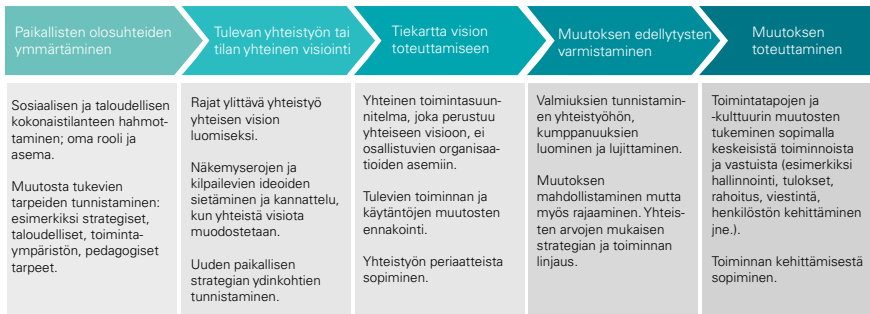 Paikallisten olosuhteiden
ymmärtäminen
Tulevan yhteistyön tai
tilan yhteinen visiointi
Tiekartta vision
toteuttamiseen
Muutoksen edellytysten
varmistaminen
Muutoksen
toteuttaminen
Sosiaalisen ja taloudellisen
kokonaistilanteen hahmot-
taminen; oma rooli ja
asema.
Muutosta tukevien
tarpeiden tunnistaminen:
esimerkiksi strategiset,
taloudelliset, toiminta-
ympäristön, pedagogiset
tarpeet.
Rajat ylittävä yhteistyö
yhteisen vision
luomiseksi.
Näkemyserojen ja
kilpailevien ideoiden
sietäminen ja kannattelu,
kun yhteistä visiota
muodostetaan.
Uuden paikallisen
strategian ydinkohtien
tunnistaminen.
Yhteinen toimintasuun-
nitelma, joka perustuu
yhteiseen visioon, ei
osallistuvien organisaa-
tioiden asemiin.
Tulevien toiminnan ja
käytäntöjen muutosten
ennakointi.
Yhteistyön periaatteista
sopiminen.
Valmiuksien tunnistamin-
en yhteistyöhön,
kumppanuuksien
luominen ja lujittaminen.
Muutoksen
mahdollistaminen mutta
myös rajaaminen. Yhteis-
ten arvojen mukaisen
strategian ja toiminnan
linjaus.
Toimintatapojen ja
-kulttuurin muutosten
tukeminen sopimalla
keskeisistä toiminnoista
ja vastuista (esimerkiksi
hallinnointi, tulokset,
rahoitus, viestintä,
henkilöstön kehittäminen
jne.).
Toiminnan kehittämisestä
sopiminen.